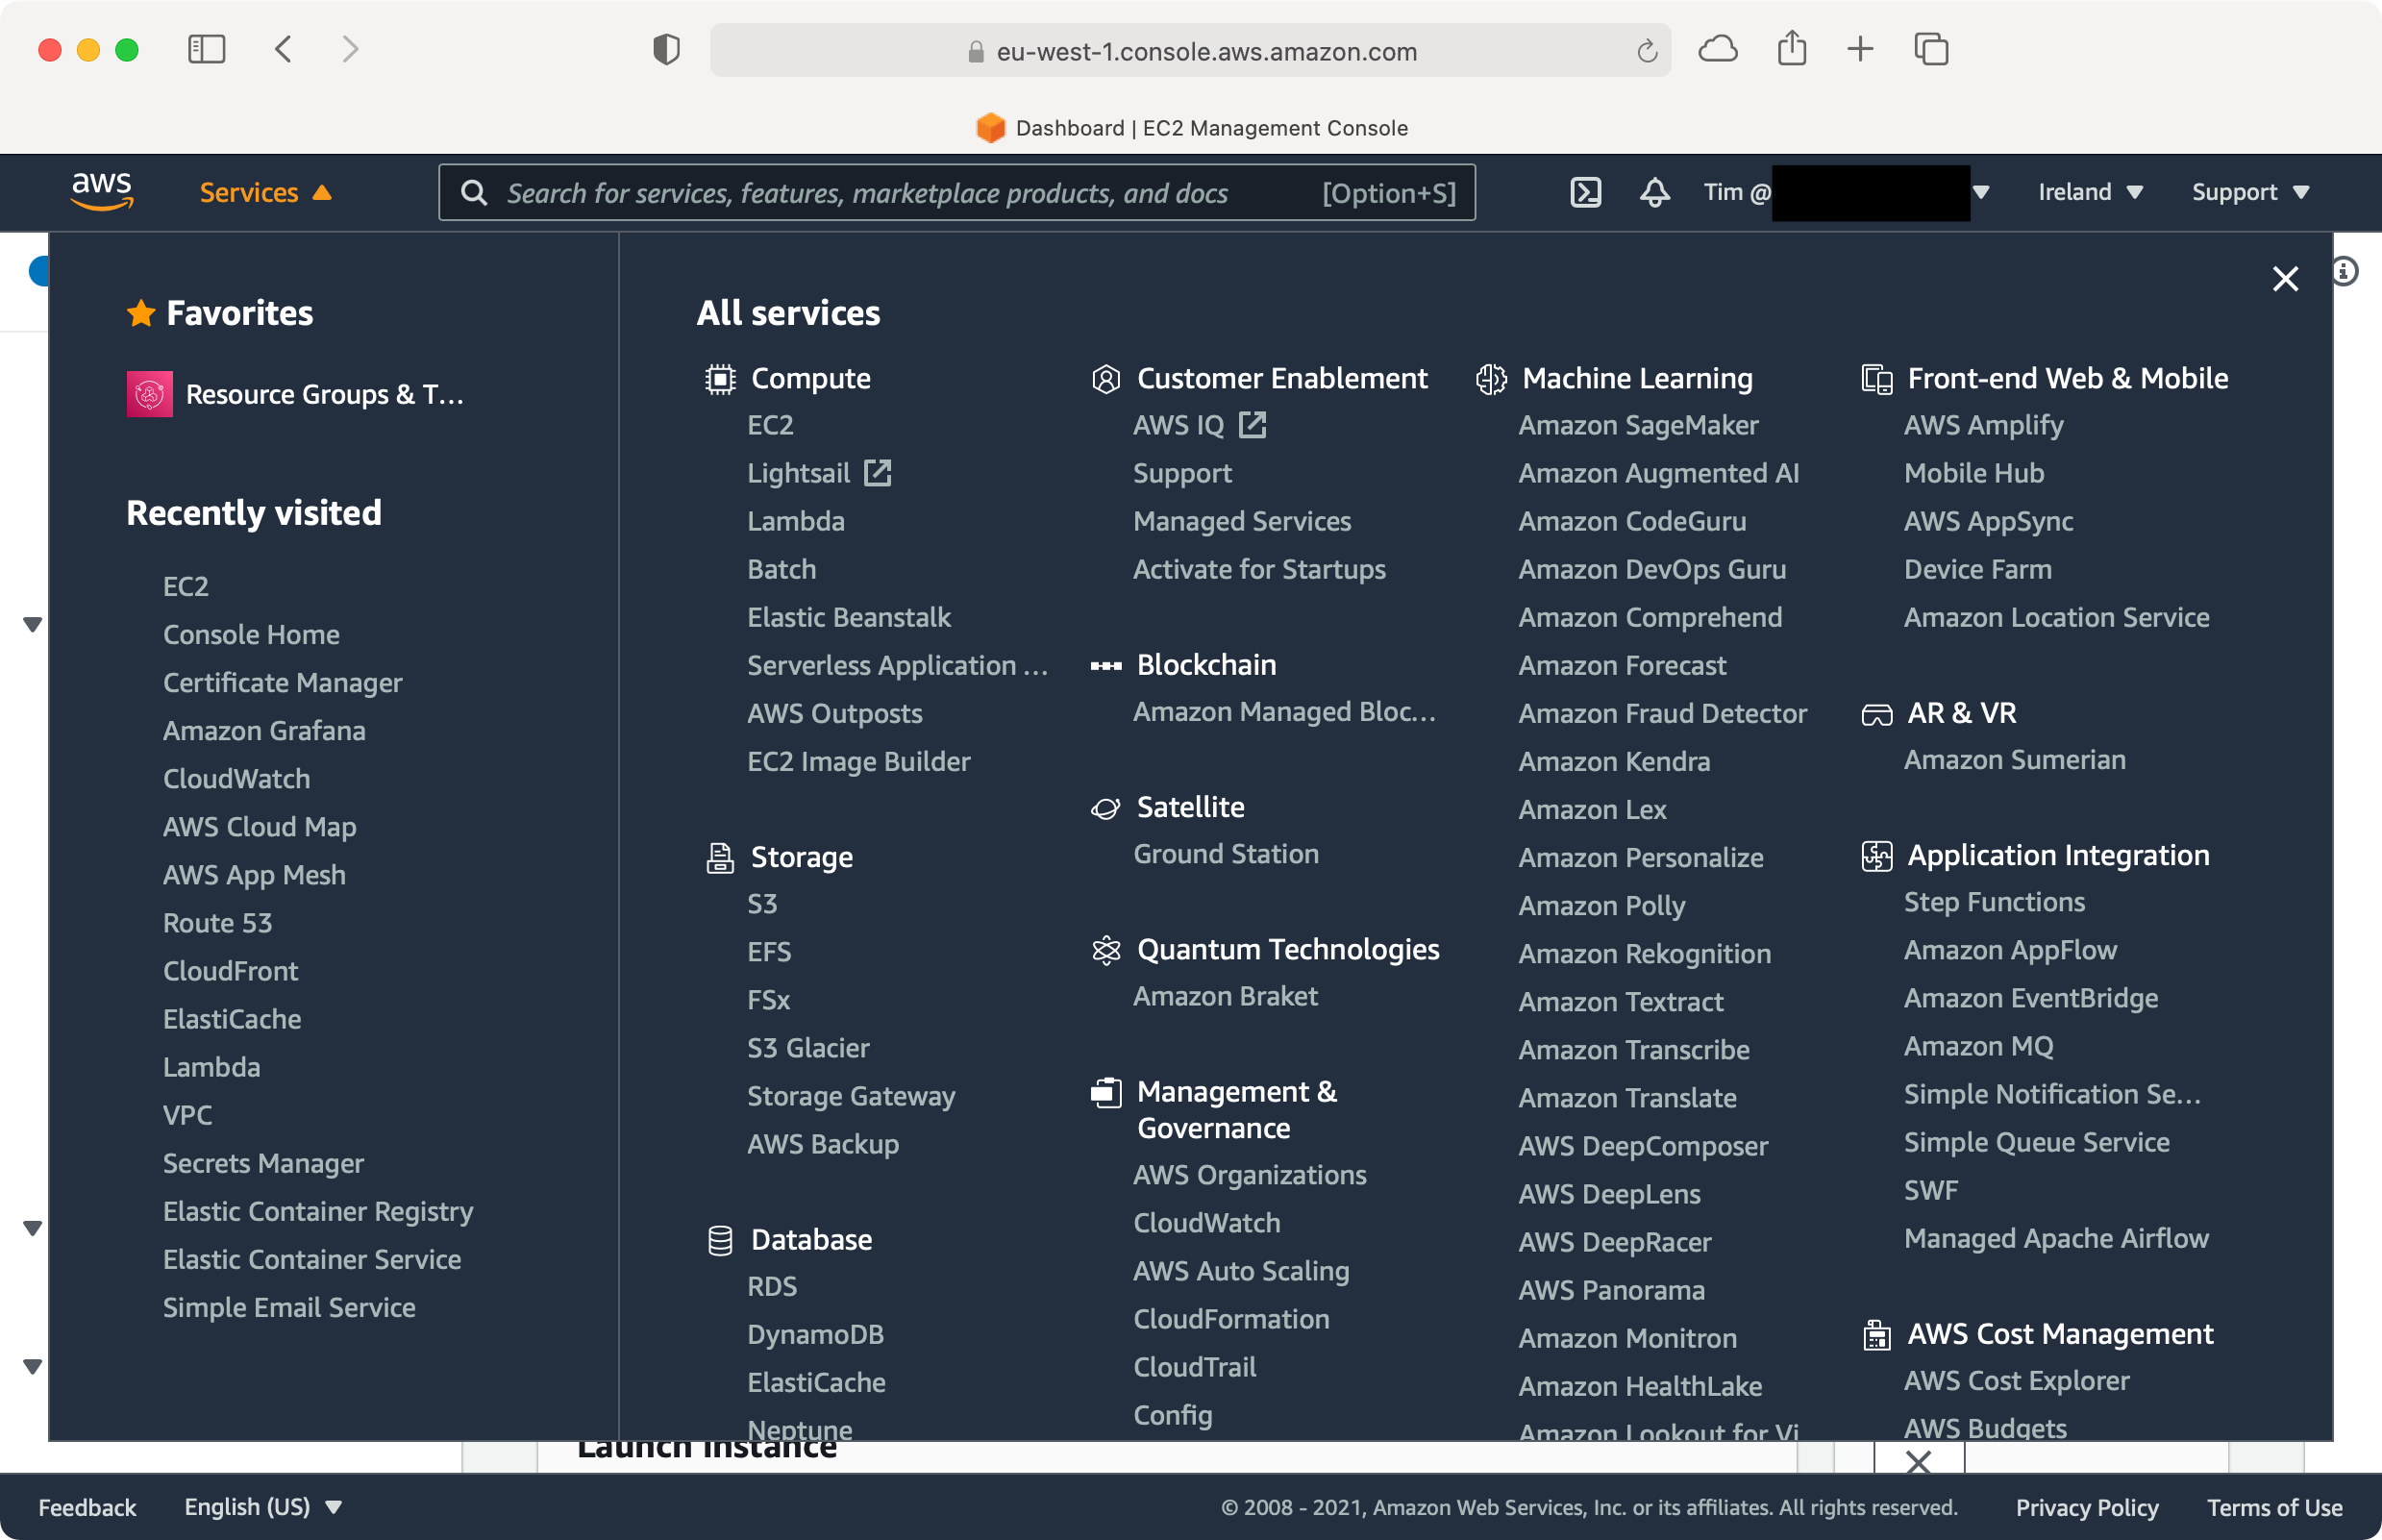 eu-west-1.console.aws.amazon.com
Dashboard | EC2 Management Console
aws
Services
Search for services, features, marketplace products, and docs [Option+S]
Tim @
Ireland
Support
Favorites
Resource Groups & T...
Recently visited
EC2
Console Home
Certificate Manager
Amazon Grafana
CloudWatch
AWS Cloud Map
AWS App Mesh
Route 53
CloudFront
ElastiCache
Lambda
VPC
Secrets Manager
Elastic Container Registry
Elastic Container Service
Simple Email Service
All services
Compute
EC2
Lightsail
Lambda
Batch
Elastic Beanstalk
Serverless Application ...
AWS Outposts
EC2 Image Builder
Storage
S3
EFS
FSx
S3 Glacier
Storage Gateway
AWS Backup
Database
RDS
DynamoDB
ElastiCache
Neptune
Customer Enablement
AWS IQ
Support
Managed Services
Activate for Startups
Blockchain
Amazon Managed Bloc...
Satellite
Ground Station
Quantum Technologies
Amazon Braket
Management &
Governance
AWS Organizations
CloudWatch
AWS Auto Scaling
CloudFormation
CloudTrail
Config
Machine Learning
Amazon SageMaker
Amazon Augmented AI
Amazon CodeGuru
Amazon DevOps Guru
Amazon Comprehend
Amazon Forecast
Amazon Fraud Detector
Amazon Kendra
Amazon Lex
Amazon Personalize
Amazon Polly
Amazon Rekognition
Amazon Textract
Amazon Transcribe
Amazon Translate
AWS DeepComposer
AWS DeepLens
AWS DeepRacer
AWS Panorama
Amazon Monitron
Amazon HealthLake
Amazon Lookout for Vi
Front-end Web & Mobile
AWS Amplify
Mobile Hub
AWS AppSync
Device Farm
Amazon Location Service
AR & VR
Amazon Sumerian
Application Integration
Step Functions
Amazon AppFlow
Amazon EventBridge
Amazon MQ
Simple Notification Se...
Simple Queue Service
SWF
Managed Apache Airflow
AWS Cost Management
AWS Cost Explorer
AWS Budgets
Launch instance
Feedback
English (US)
© 2008 - 2021, Amazon Web Services, Inc. or its affiliates. All rights reserved.
Privacy Policy
Terms of Use